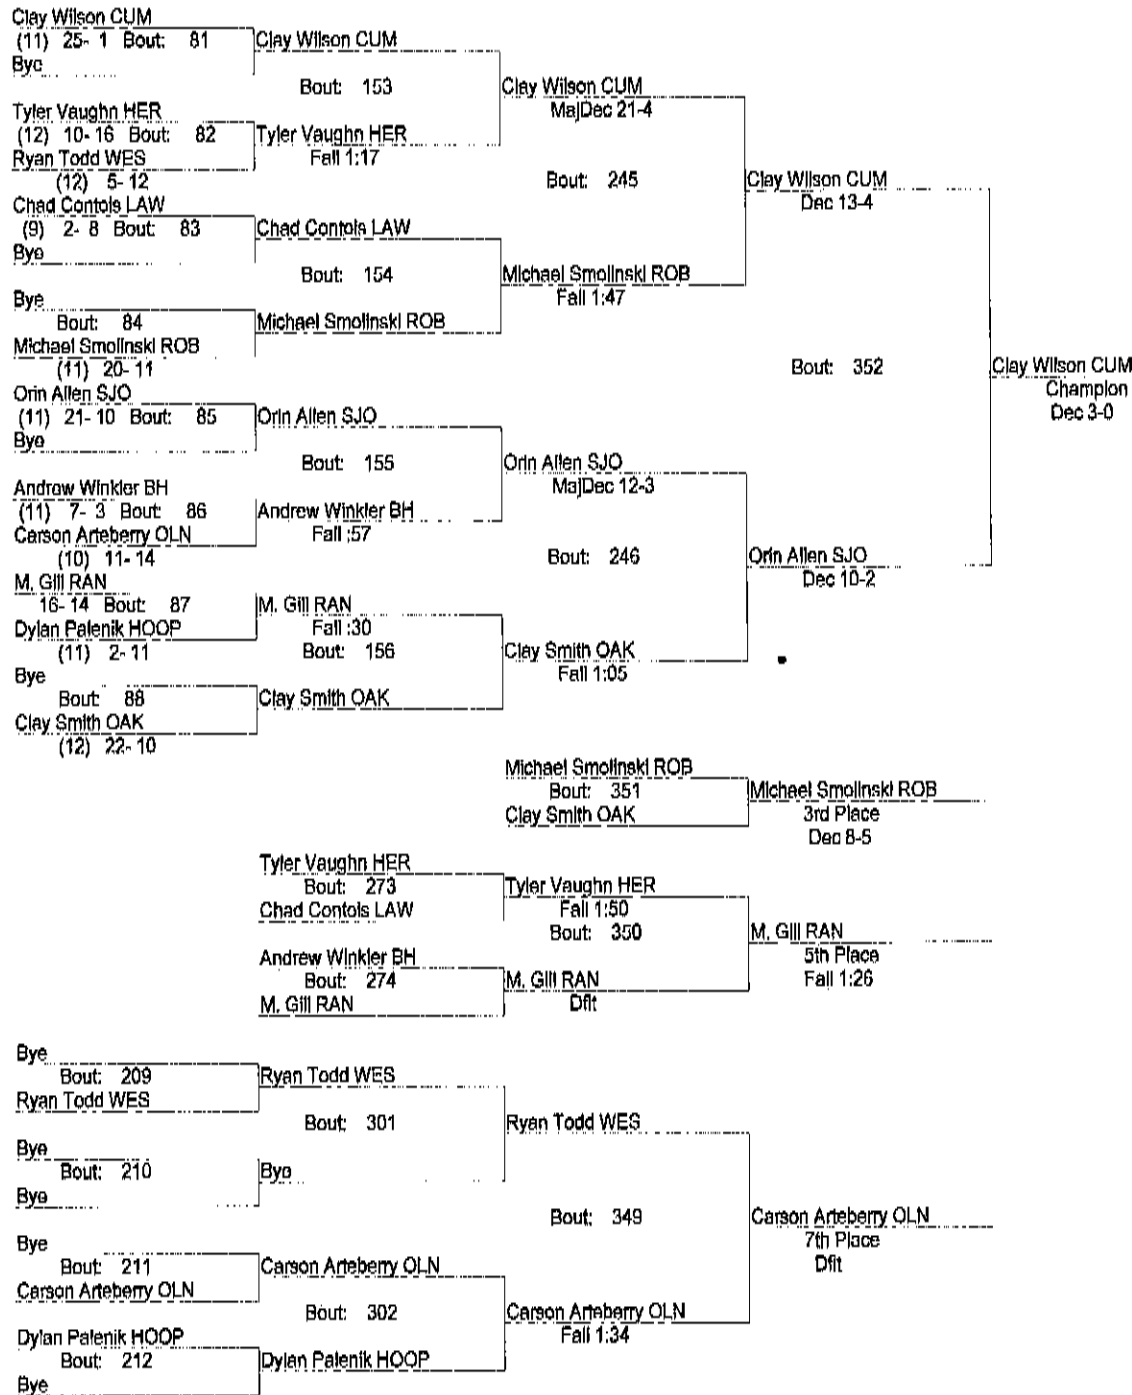 Clay Wilson CUM
(11) 25- 1 Bout: 81
Bye
Clay Wilson CUM
Bout: 153
Tyler Vaughn HER
(12) 10- 16 Bout: 82
Ryan Todd WES
(12) 5- 12
Tyler Vaughn HER
Fall 1:17
Clay Wilson CUM
MajDec 21-4
Bout: 245
Chad Contols LAW
(9) 2- 8 Bout: 83
Bye
Chad Contols LAW
Bout: 154
Bye
Bout: 84
Michael Smolinski ROB
(11) 20- 11
Michael Smolinski ROB
Michael Smolinski ROB
Fall 1:47
Clay Wilson CUM
Dec 13-4
Bout: 352
Clay Wilson CUM
Champion
Dec 3-0
Orin Allen SJO
(11) 21- 10 Bout: 85
Bye
Orin Allen SJO
Bout: 155
Andrew Winkler BH
(11) 7- 3 Bout: 86
Carson Arteberry OLN
(10) 11- 14
Andrew Winkler BH
Fall :57
Orin Allen SJO
MajDec 12-3
Bout: 246
M. Gill RAN
16- 14 Bout: 87
Dylan Palenik HOOP
(11) 2- 11
M. Gill RAN
Fall :30
Bout: 156
Bye
Bout: 88
Clay Smith OAK
(12) 22- 10
Clay Smith OAK
Clay Smith OAK
Fall 1:05
Orin Allen SJO
Dec 10-2
Michael Smolinski ROB
Bout: 351
Clay Smith OAK
Michael Smolinski ROB
3rd Place
Dec 8-5
Tyler Vaughn HER
Bout: 273
Chad Contols LAW
Tyler Vaughn HER
Fall 1:50
Bout: 350
Andrew Winkler BH
Bout: 274
M. Gill RAN
M. Gill RAN
Dflt
M. Gill RAN
5th Place
Fall 1:26
Bye
Bout: 209
Ryan Todd WES
Ryan Todd WES
Bout: 301
Bye
Bout: 210
Bye
Bye
Ryan Todd WES
Bout: 349
Bye
Bout: 211
Carson Arteberry OLN
Carson Arteberry OLN
Bout: 302
Dylan Palenik HOOP
Bout: 212
Bye
Dylan Palenik HOOP
Carson Arteberry OLN
Fall 1:34
Carson Arteberry OLN
7th Place
Dflt